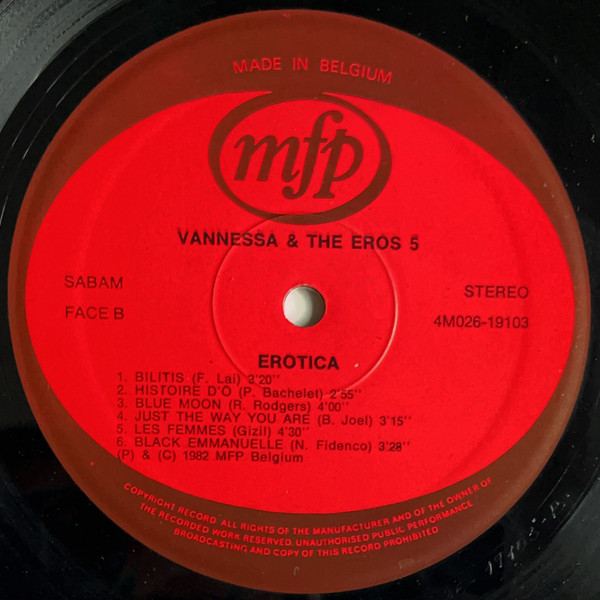 MADE IN BELGIUM
mfp
VANNESSA & THE EROS 5
SABAM
STEREO
FACE B
4M026-19103
EROTICA
1. BILITIS (F. Lai) 3'20''
2. HISTOIRE D'O (P. Bachelet) 2'55''
3. BLUE MOON (R. Rodgers) 4'00''
4. JUST THE WAY YOU ARE (B. Joel) 3'15''
5. LES FEMMES (Gizil) 4'30''
6. BLACK EMMANUELLE (N. Fidenco) 3'28''
(P) & (C) 1982 MFP Belgium
COPYRIGHT RECORD. ALL RIGHTS OF THE MANUFACTURER AND OF THE OWNER OF
THE RECORDED WORK RESERVED. UNAUTHORISED PUBLIC PERFORMANCE
BROADCASTING AND COPY OF THIS RECORD PROHIBITED